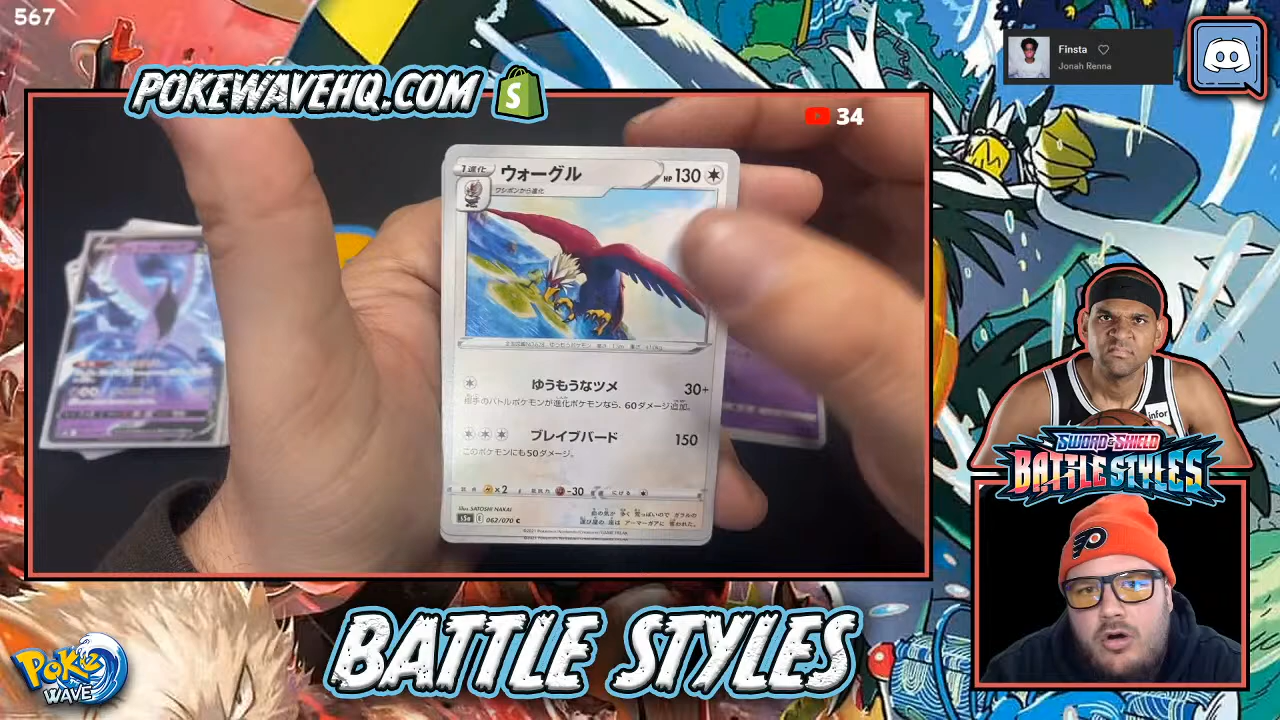 567
POKEWAVEHQ.COM
34
Finsta
Jonah Renna
1進化
ウォーグル
HP 130
ワシボンから進化
ゆうもうなツメ 30+
相手のバトルポケモンが進化ポケモンなら、60ダメージ追加。
ブレイブバード 150
このポケモンにも50ダメージ。
×2
-30
にげる
illus. SATOSHI NAKAI
062/070 C
infor
SWORD & SHIELD
BATTLE STYLES
BATTLE STYLES
POKÉ
WAVE